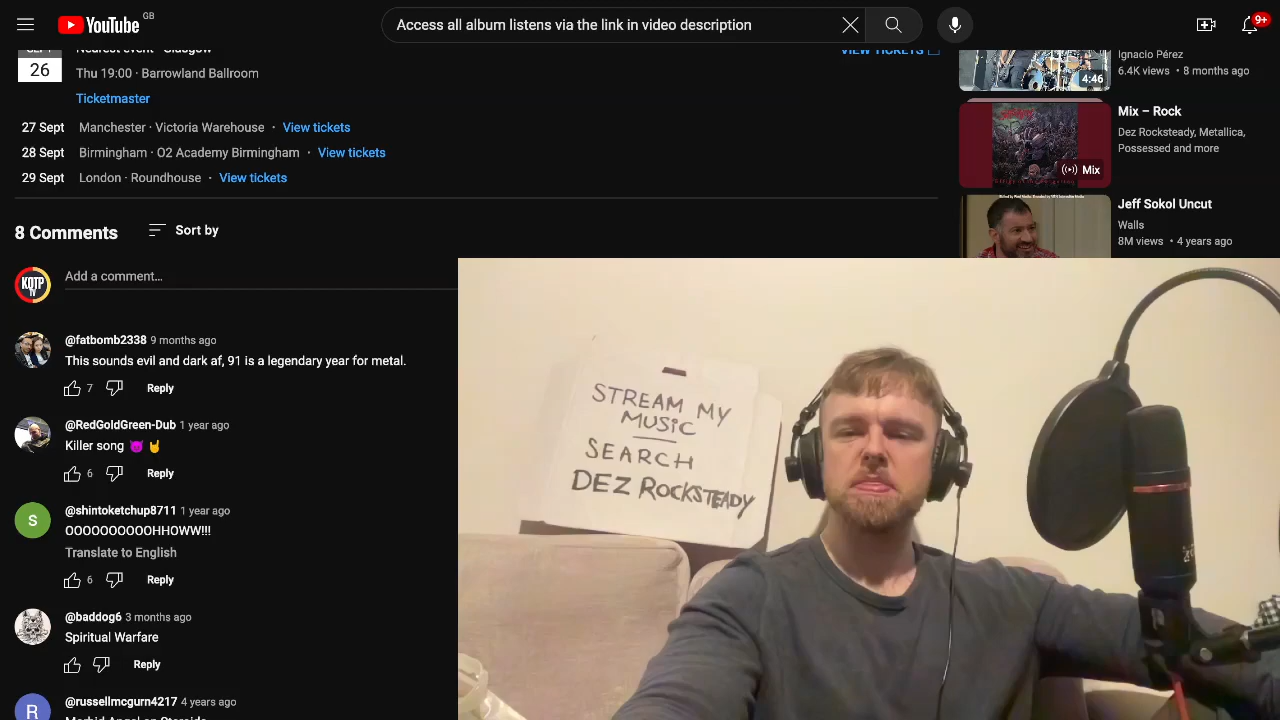 YouTube GB
Access all album listens via the link in video description
9+
26
Thu 19:00 · Barrowland Ballroom
Ticketmaster
27 Sept Manchester · Victoria Warehouse · View tickets
28 Sept Birmingham · O2 Academy Birmingham · View tickets
29 Sept London · Roundhouse · View tickets
VIEW TICKETS
8 Comments
Sort by
KOTP
TV
Add a comment...
@fatbomb2338 9 months ago
This sounds evil and dark af, 91 is a legendary year for metal.
7 Reply
@RedGoldGreen-Dub 1 year ago
Killer song 😈 🤘
6 Reply
S
@shintoketchup8711 1 year ago
OOOOOOOOOOHHOWW!!!
Translate to English
6 Reply
@baddog6 3 months ago
Spiritual Warfare
Reply
R
@russellmcgurn4217 4 years ago
Ignacio Pérez
6.4K views • 8 months ago
4:46
Mix – Rock
Dez Rocksteady, Metallica,
Possessed and more
Mix
Jeff Sokol Uncut
Walls
8M views • 4 years ago
STREAM MY
MUSIC
SEARCH
DEZ ROCKSTEADY